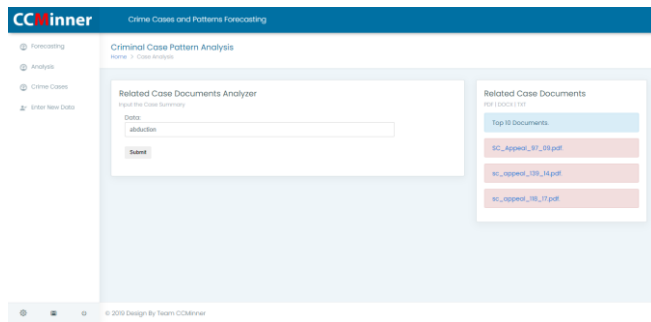 CCMinner
Crime Cases and Patterns Forecasting
Forecasting
Analysis
Crime Cases
Enter New Data
Criminal Case Pattern Analysis
Home > Case Analysis
Related Case Documents Analyzer
Input the Case Summary
Data:
abduction
Submit
Related Case Documents
PDF | DOCX | TXT
Top 10 Documents.
SC_Appeal_97_09.pdf
sc_appeal_139_14.pdf
sc_appeal_118_17.pdf
© 2019 Design By Team CCMinner